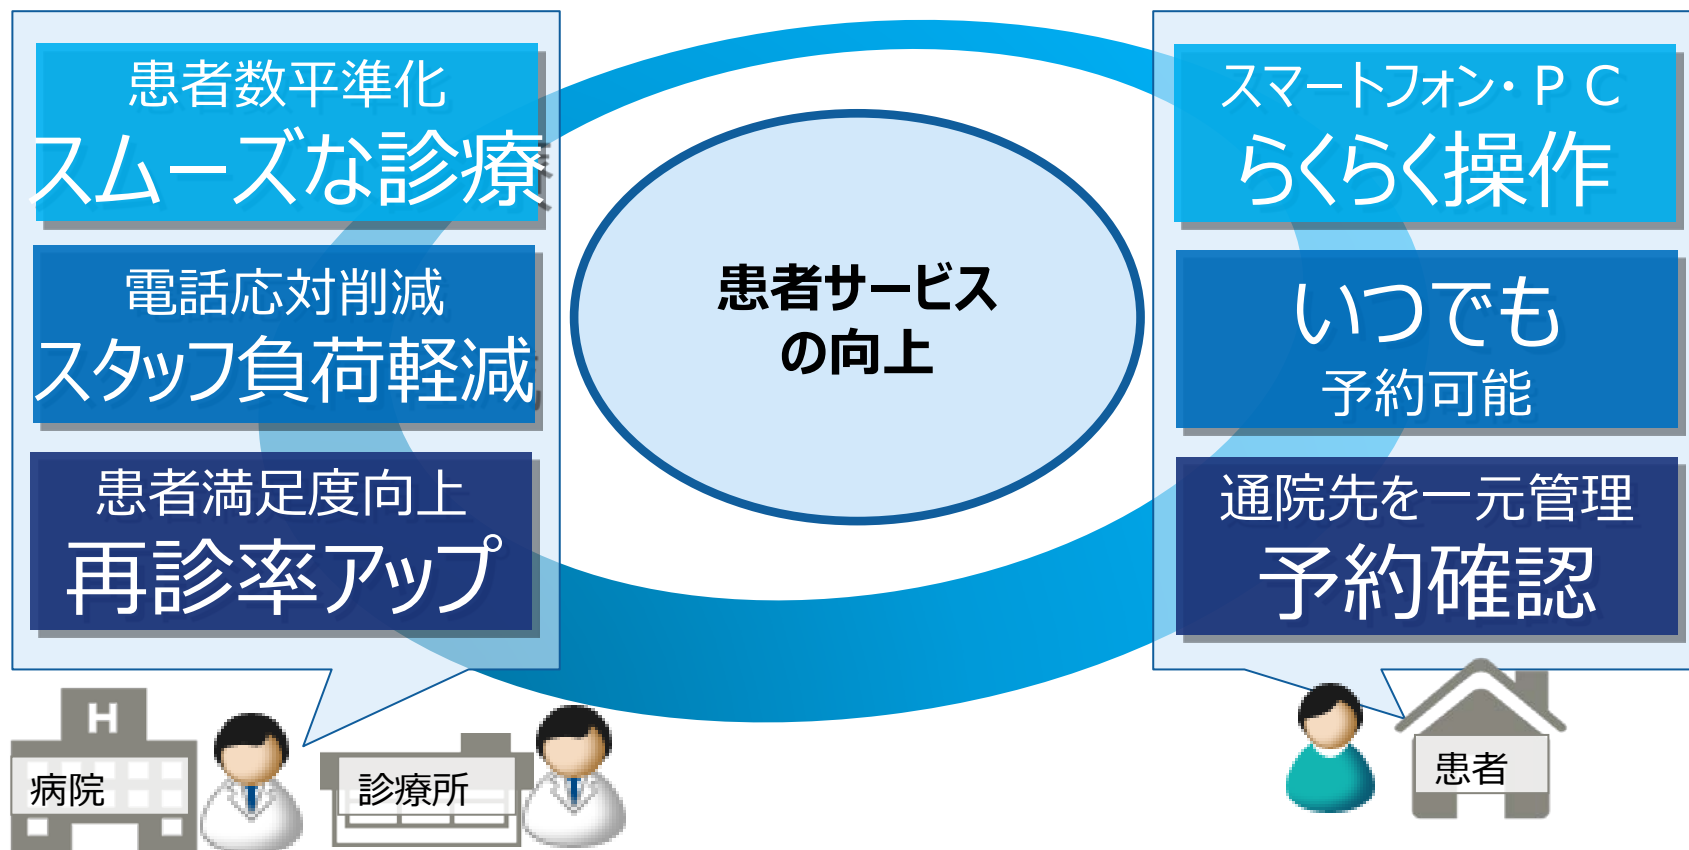 患者数平準化
スムーズな診療
電話応対削減
スタッフ負荷軽減
患者満足度向上
再診率アップ
患者サービス
の向上
スマートフォン・ＰＣ
らくらく操作
いつでも
予約可能
通院先を一元管理
予約確認
H
病院
診療所
患者